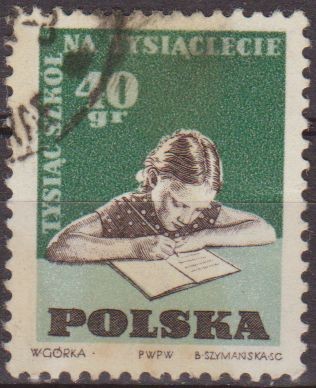 TYSIĄC SZKÓŁ
NA TYSIĄCLECIE
40
gr
POLSKA
W.GÓRKA · PWPW B·SZYMAŃSKA·SC·